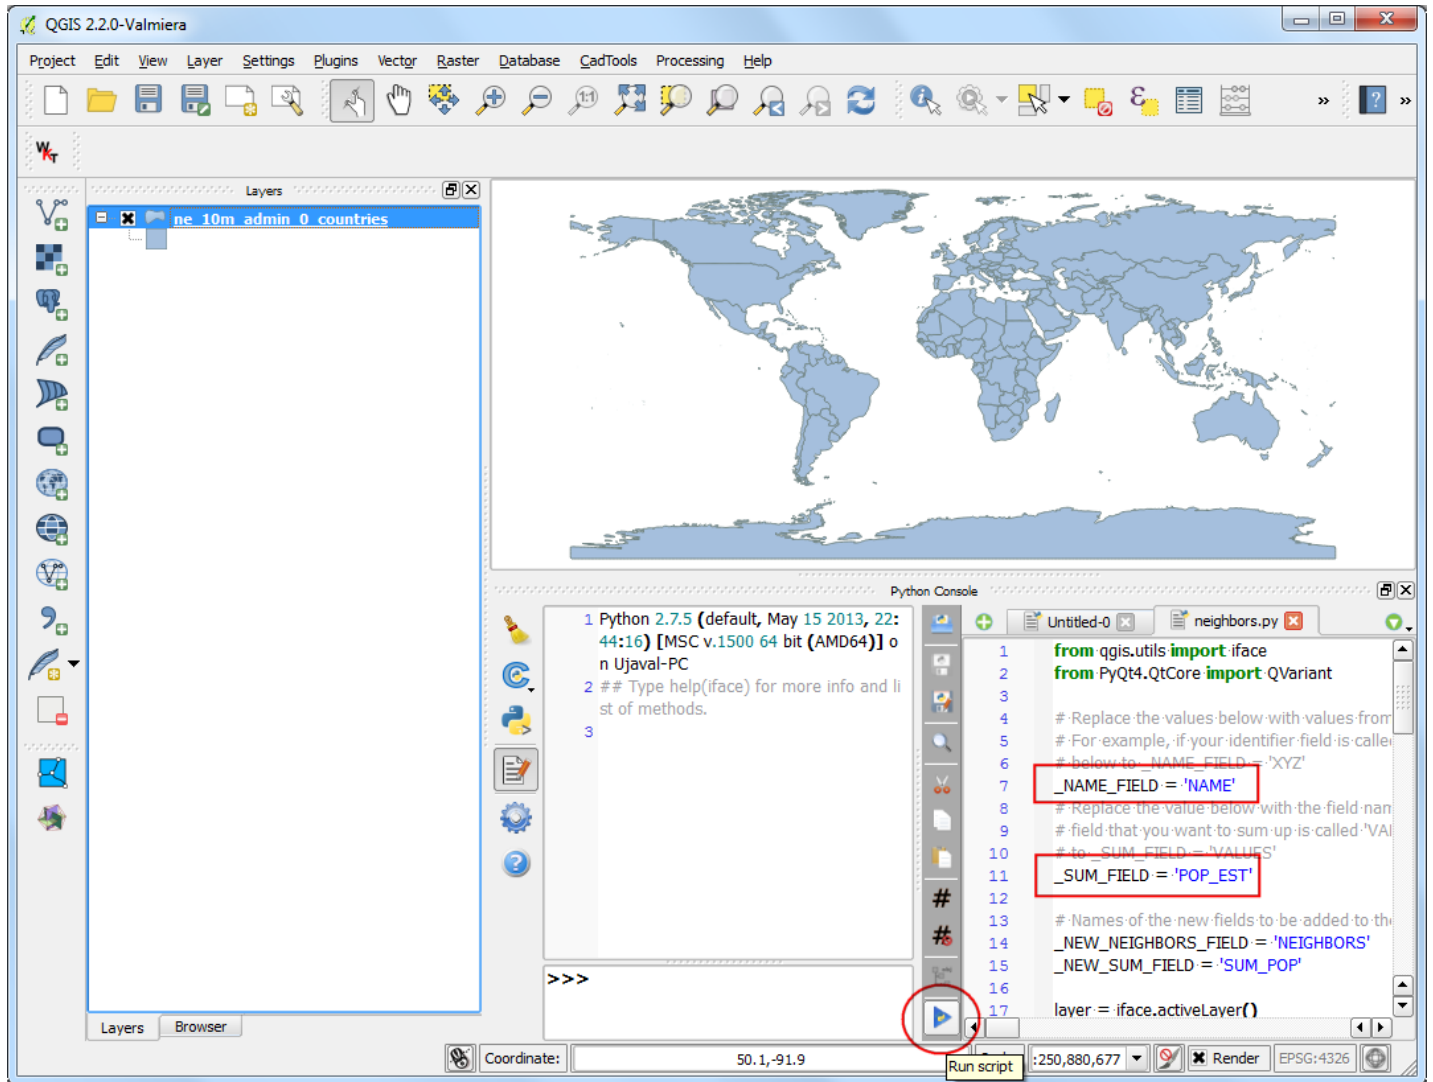 QGIS 2.2.0-Valmiera
Project Edit View Layer Settings Plugins Vector Raster Database CadTools Processing Help
1:1
» ? »
WKT
Layers
ne_10m_admin_0_countries
Python Console
1 Python 2.7.5 (default, May 15 2013, 22:
44:16) [MSC v.1500 64 bit (AMD64)] o
n Ujaval-PC
2 ## Type help(iface) for more info and li
st of methods.
3
>>>
Untitled-0 neighbors.py
1 from qgis.utils import iface
2 from PyQt4.QtCore import QVariant
3
4 # Replace the values below with values from
5 # For example, if your identifier field is calle
6 # below to _NAME_FIELD = 'XYZ'
7 _NAME_FIELD = 'NAME'
8 # Replace the value below with the field nam
9 # field that you want to sum up is called 'VAL
10 # to _SUM_FIELD = 'VALUES'
11 _SUM_FIELD = 'POP_EST'
12
13 # Names of the new fields to be added to the
14 _NEW_NEIGHBORS_FIELD = 'NEIGHBORS'
15 _NEW_SUM_FIELD = 'SUM_POP'
16
17 layer = iface.activeLayer()
Layers Browser
Coordinate: 50.1,-91.9 :250,880,677 Render EPSG:4326
Run script